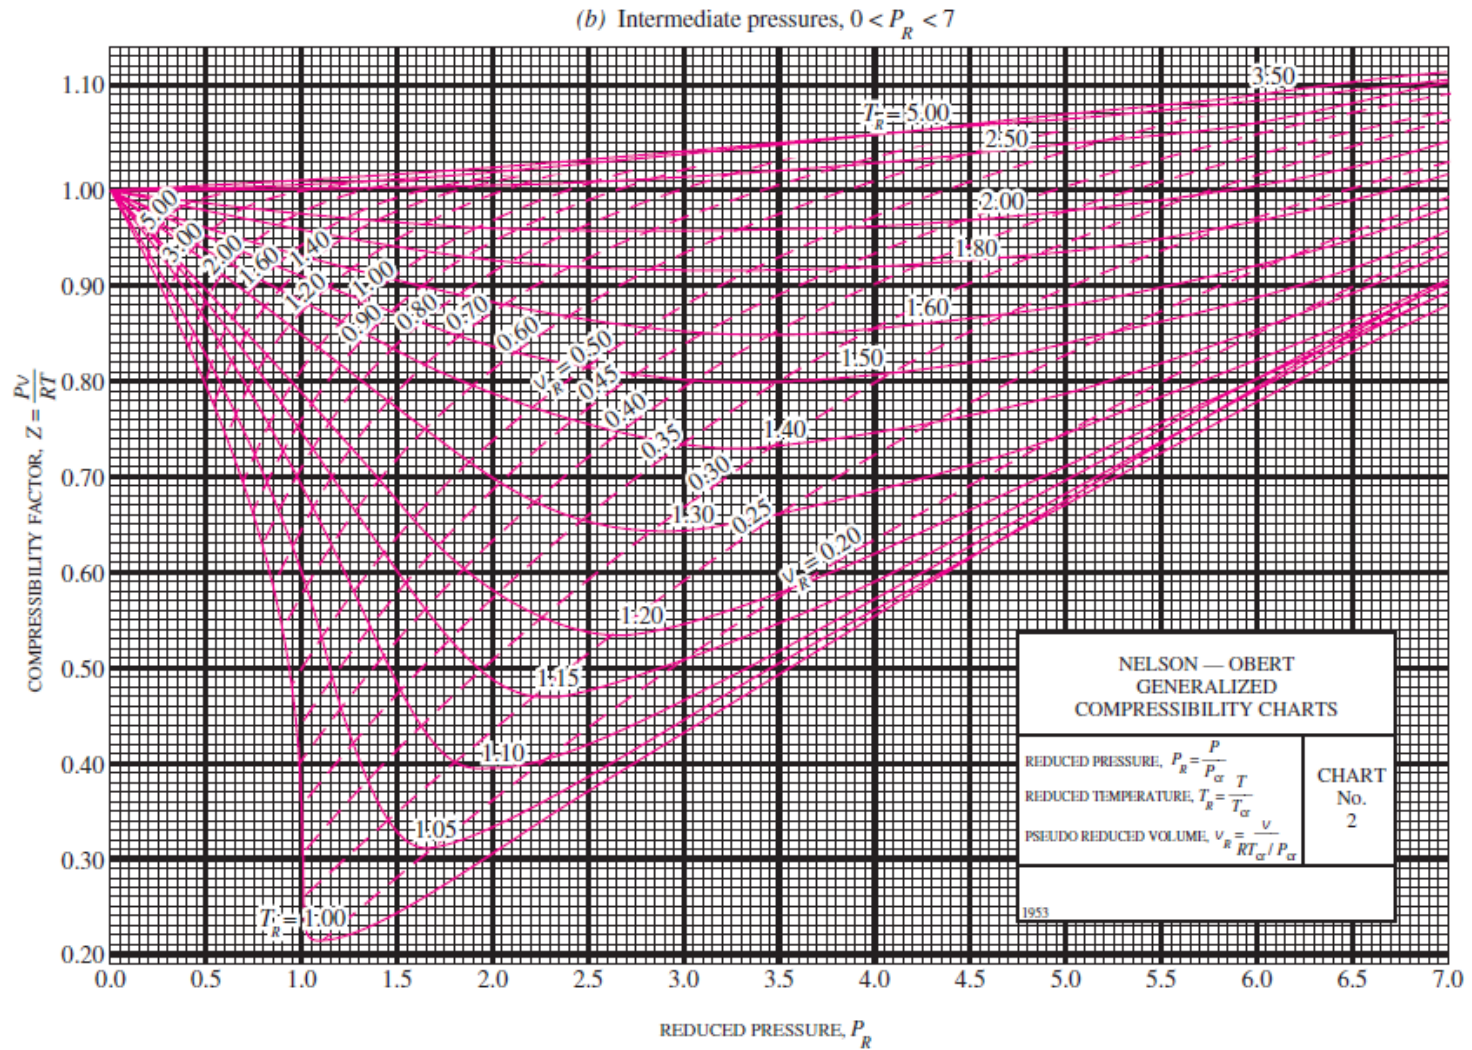 (b) Intermediate pressures, 0 < P_R < 7
COMPRESSIBILITY FACTOR, Z = Pv/RT
1.10
1.00
0.90
0.80
0.70
0.60
0.50
0.40
0.30
0.20
3.50
T_R = 5.00
2.50
2.00
1.80
1.60
1.50
1.40
1.30
1.20
1.15
1.10
1.05
T_R = 1.00
5.00
3.00
2.00
1.60
1.40
1.20
1.00
0.90
0.80
0.70
0.60
v_R = 0.50
0.45
0.40
0.35
0.30
0.25
v_R = 0.20
NELSON — OBERT
GENERALIZED
COMPRESSIBILITY CHARTS
REDUCED PRESSURE, P_R = P/P_cr
REDUCED TEMPERATURE, T_R = T/T_cr
PSEUDO REDUCED VOLUME, v_R = v/RT_cr / P_cr
CHART
No.
2
1953
0.0 0.5 1.0 1.5 2.0 2.5 3.0 3.5 4.0 4.5 5.0 5.5 6.0 6.5 7.0
REDUCED PRESSURE, P_R